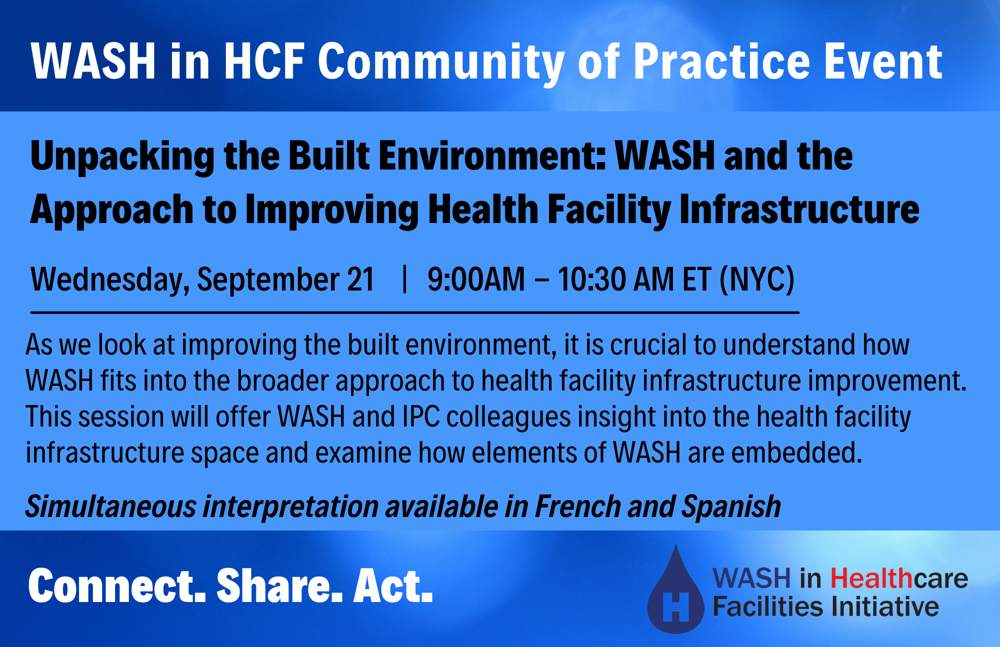 WASH in HCF Community of Practice Event
Unpacking the Built Environment: WASH and the
Approach to Improving Health Facility Infrastructure
Wednesday, September 21 | 9:00AM – 10:30 AM ET (NYC)
As we look at improving the built environment, it is crucial to understand how
WASH fits into the broader approach to health facility infrastructure improvement.
This session will offer WASH and IPC colleagues insight into the health facility
infrastructure space and examine how elements of WASH are embedded.
Simultaneous interpretation available in French and Spanish
Connect. Share. Act.
H
WASH in Healthcare
Facilities Initiative